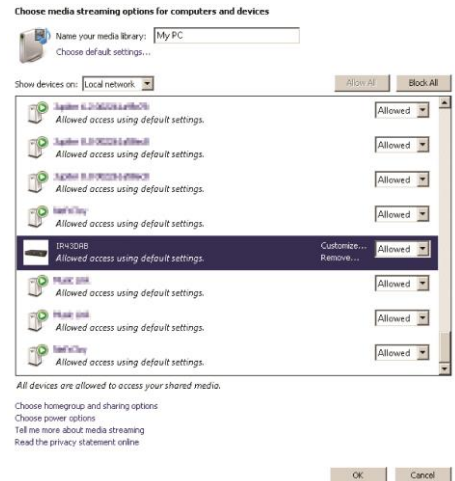 Choose media streaming options for computers and devices
Name your media library: My PC
Choose default settings...
Show devices on: Local network Allow All Block All
Allowed
Allowed access using default settings.
Allowed
Allowed access using default settings.
Allowed
Allowed access using default settings.
Allowed
Allowed access using default settings.
IR43DAB Customize... Allowed
Allowed access using default settings. Remove...
Allowed
Allowed access using default settings.
Allowed
Allowed access using default settings.
Allowed
Allowed access using default settings.
All devices are allowed to access your shared media.
Choose homegroup and sharing options
Choose power options
Tell me more about media streaming
Read the privacy statement online
OK Cancel